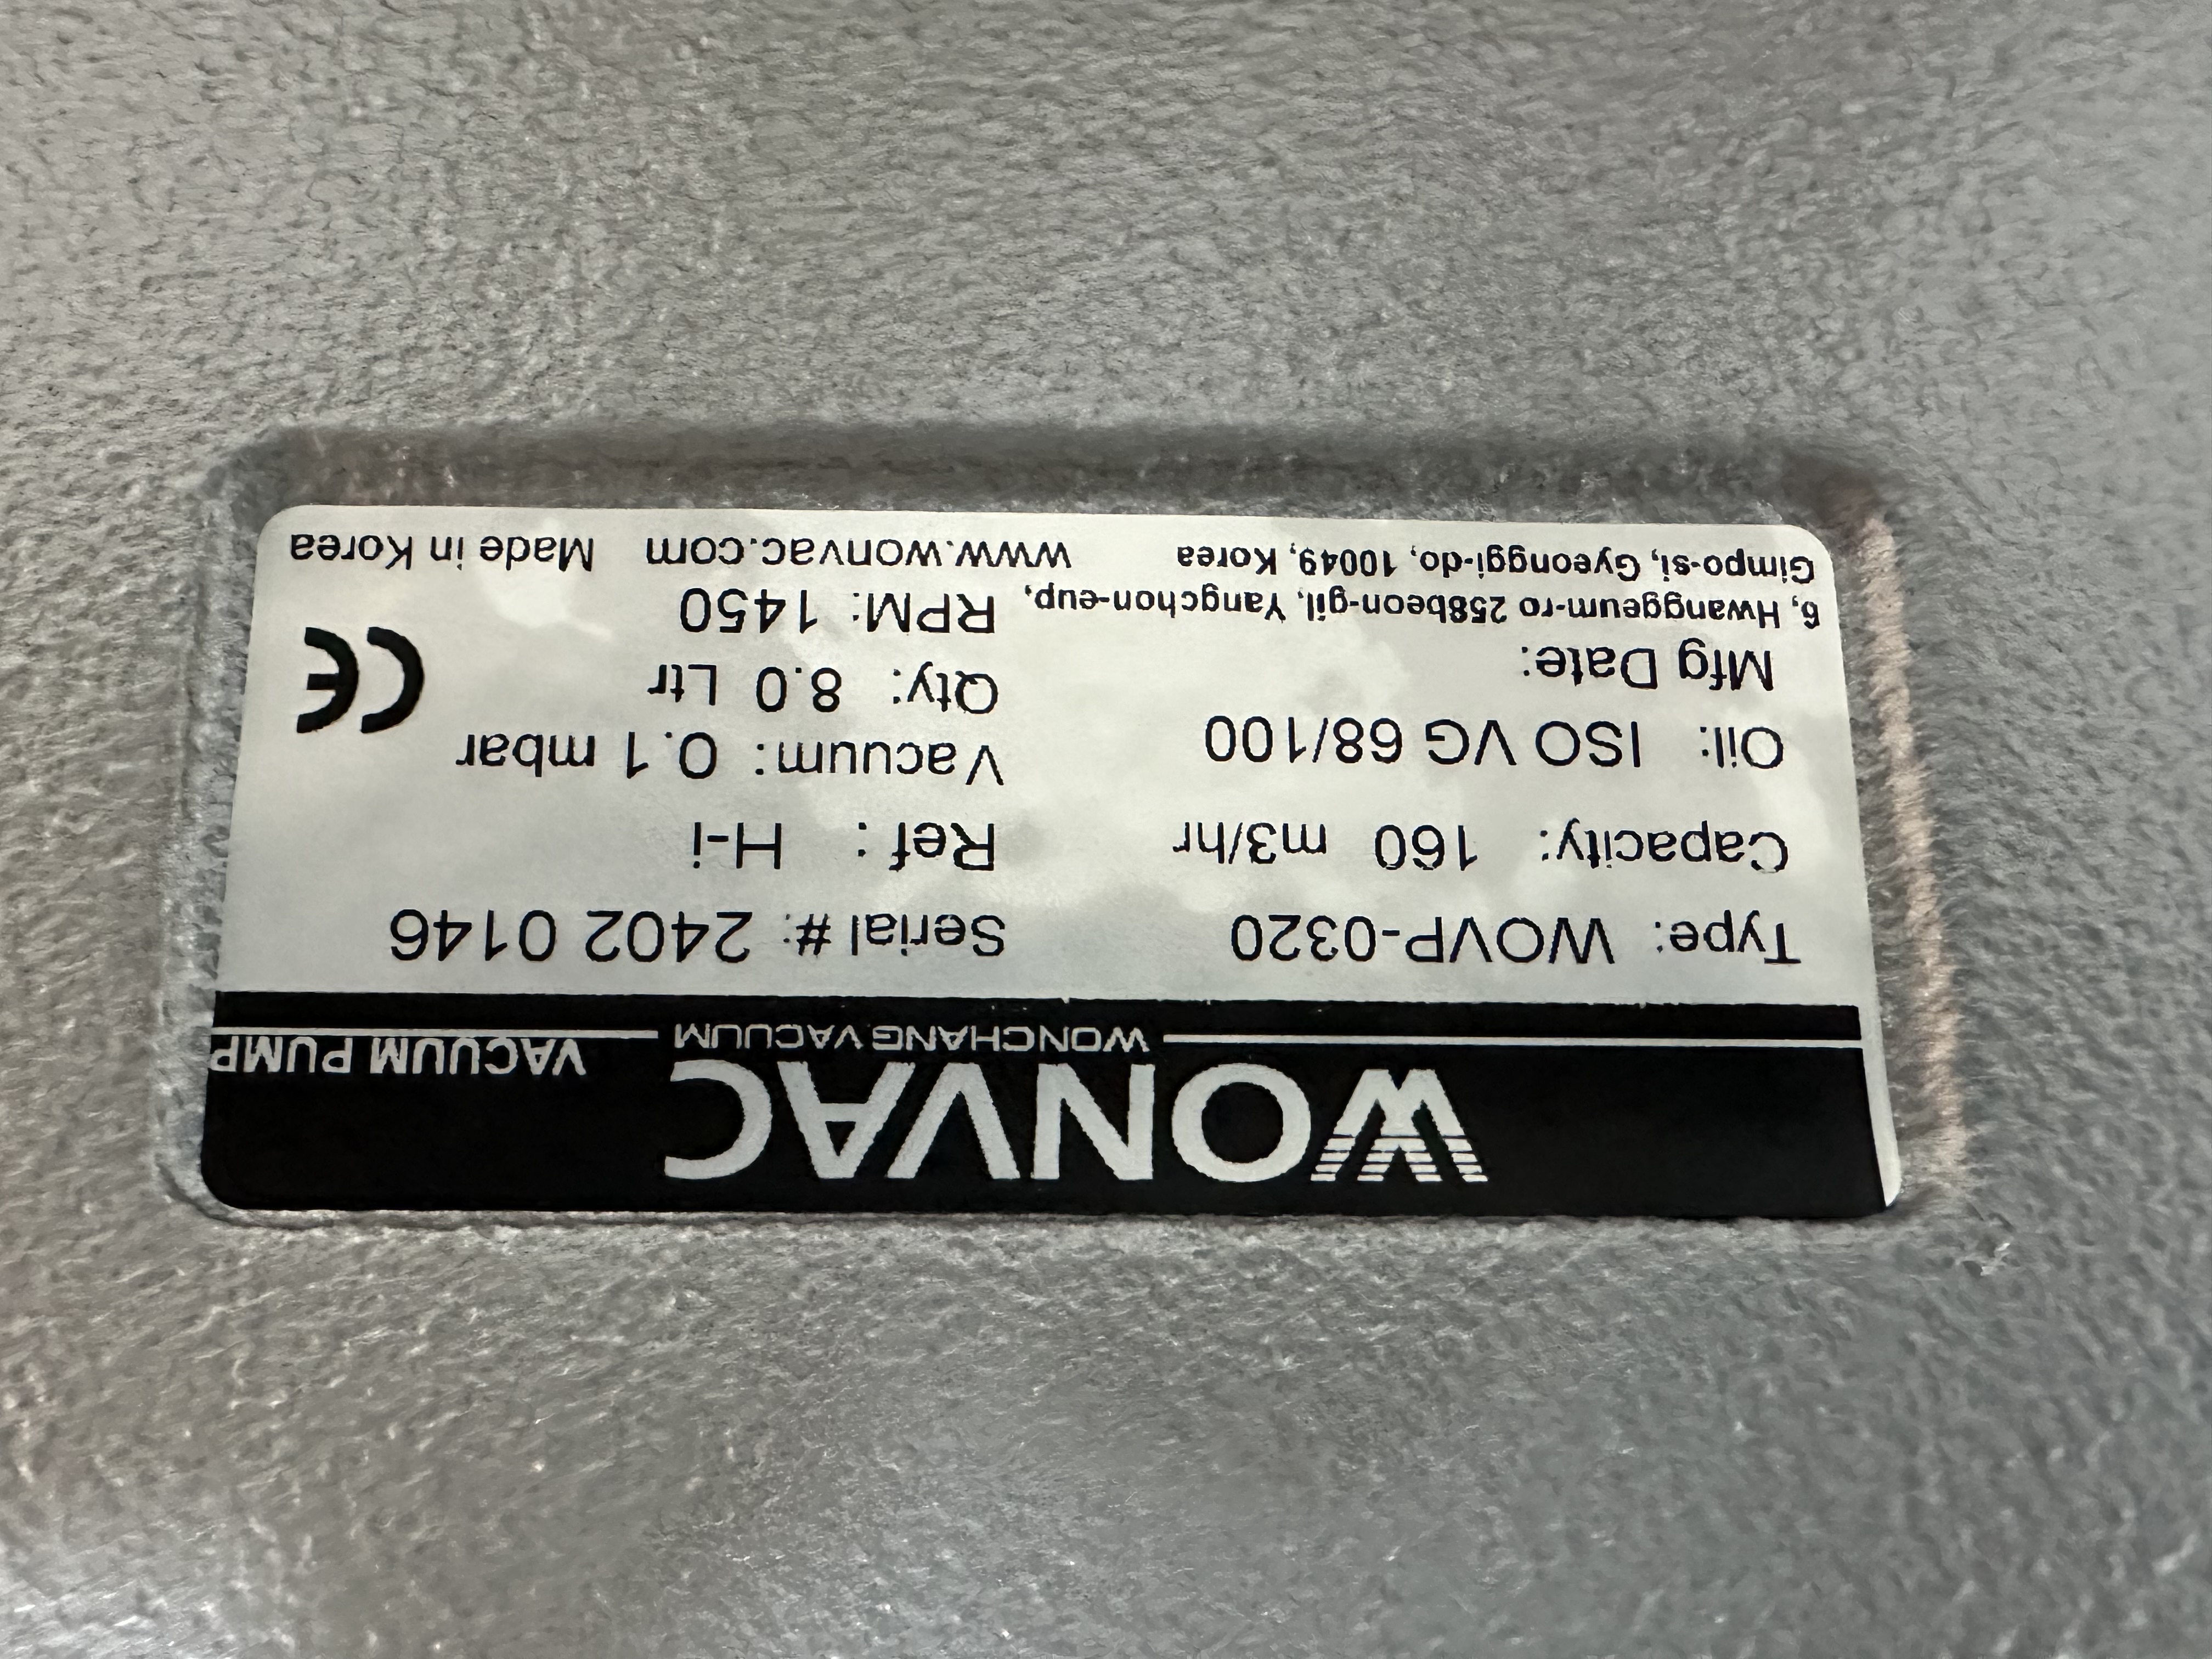 WONVAC
WONCHANG VACUUM
VACUUM PUMP
Type: WOVP-0320 Serial #: 2402 0146
Capacity: 160 m3/hr Ref : H-i
Oil: ISO VG 68/100 Vacuum: 0.1 mbar
Mfg Date: Qty: 8.0 Ltr
6, Hwanggeum-ro 258beon-gil, Yangchon-eup, RPM: 1450
Gimpo-si, Gyeonggi-do, 10049, Korea www.wonvac.com Made in Korea
CE